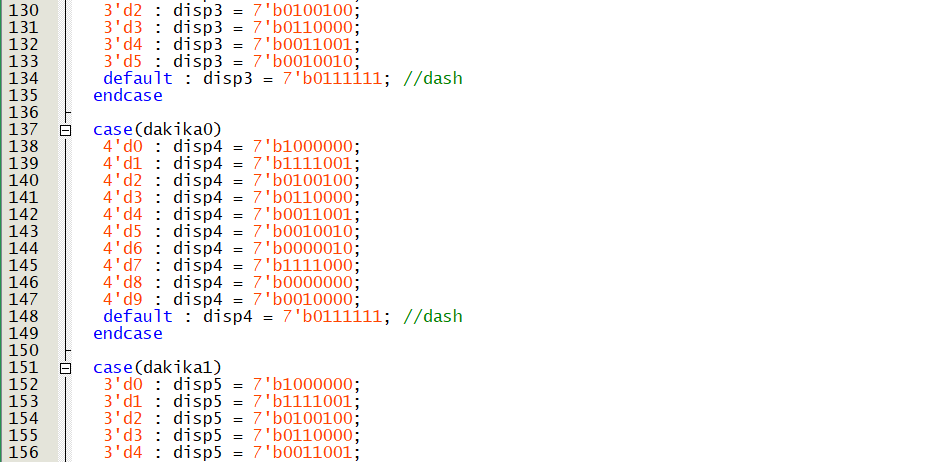 130 3'd2 : disp3 = 7'b0100100;
131 3'd3 : disp3 = 7'b0110000;
132 3'd4 : disp3 = 7'b0011001;
133 3'd5 : disp3 = 7'b0010010;
134 default : disp3 = 7'b0111111; //dash
135 endcase
136
137 case(dakika0)
138 4'd0 : disp4 = 7'b1000000;
139 4'd1 : disp4 = 7'b1111001;
140 4'd2 : disp4 = 7'b0100100;
141 4'd3 : disp4 = 7'b0110000;
142 4'd4 : disp4 = 7'b0011001;
143 4'd5 : disp4 = 7'b0010010;
144 4'd6 : disp4 = 7'b0000010;
145 4'd7 : disp4 = 7'b1111000;
146 4'd8 : disp4 = 7'b0000000;
147 4'd9 : disp4 = 7'b0010000;
148 default : disp4 = 7'b0111111; //dash
149 endcase
150
151 case(dakika1)
152 3'd0 : disp5 = 7'b1000000;
153 3'd1 : disp5 = 7'b1111001;
154 3'd2 : disp5 = 7'b0100100;
155 3'd3 : disp5 = 7'b0110000;
156 3'd4 : disp5 = 7'b0011001;